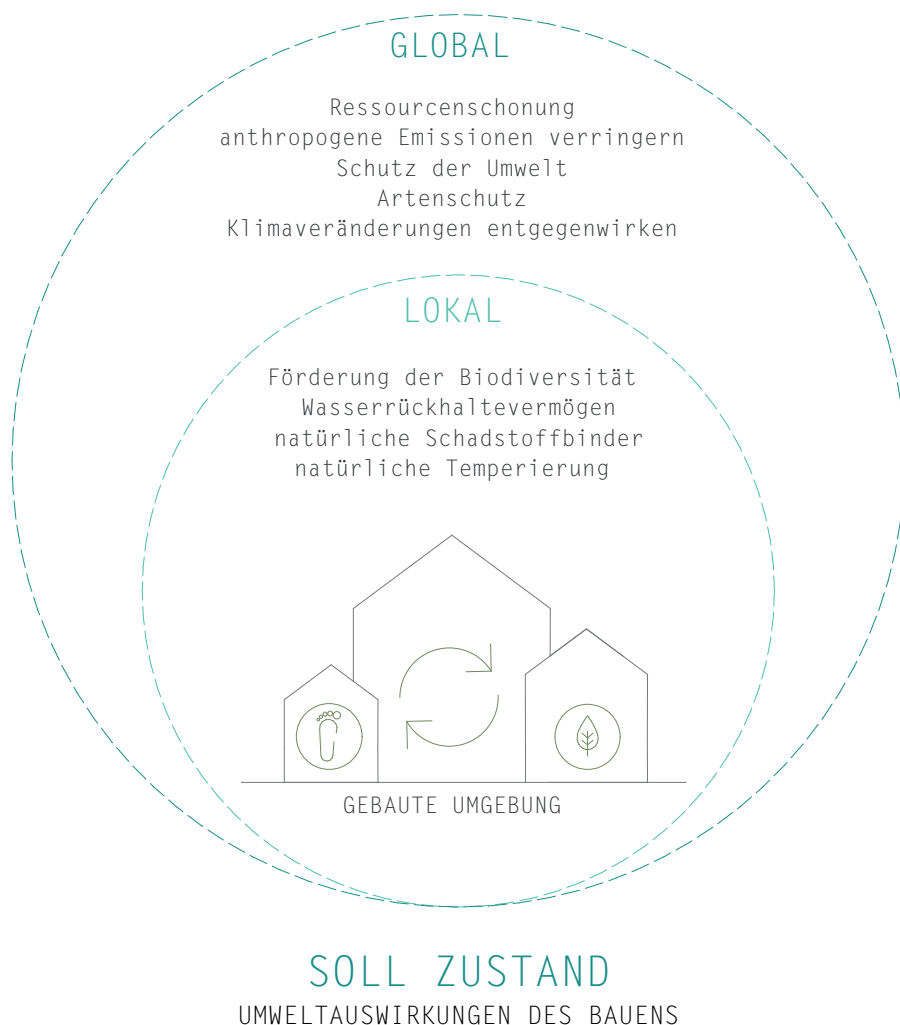 GLOBAL
Ressourcenschonung
anthropogene Emissionen verringern
Schutz der Umwelt
Artenschutz
Klimaveränderungen entgegenwirken
LOKAL
Förderung der Biodiversität
Wasserrückhaltevermögen
natürliche Schadstoffbinder
natürliche Temperierung
GEBAUTE UMGEBUNG
SOLL ZUSTAND
UMWELTAUSWIRKUNGEN DES BAUENS